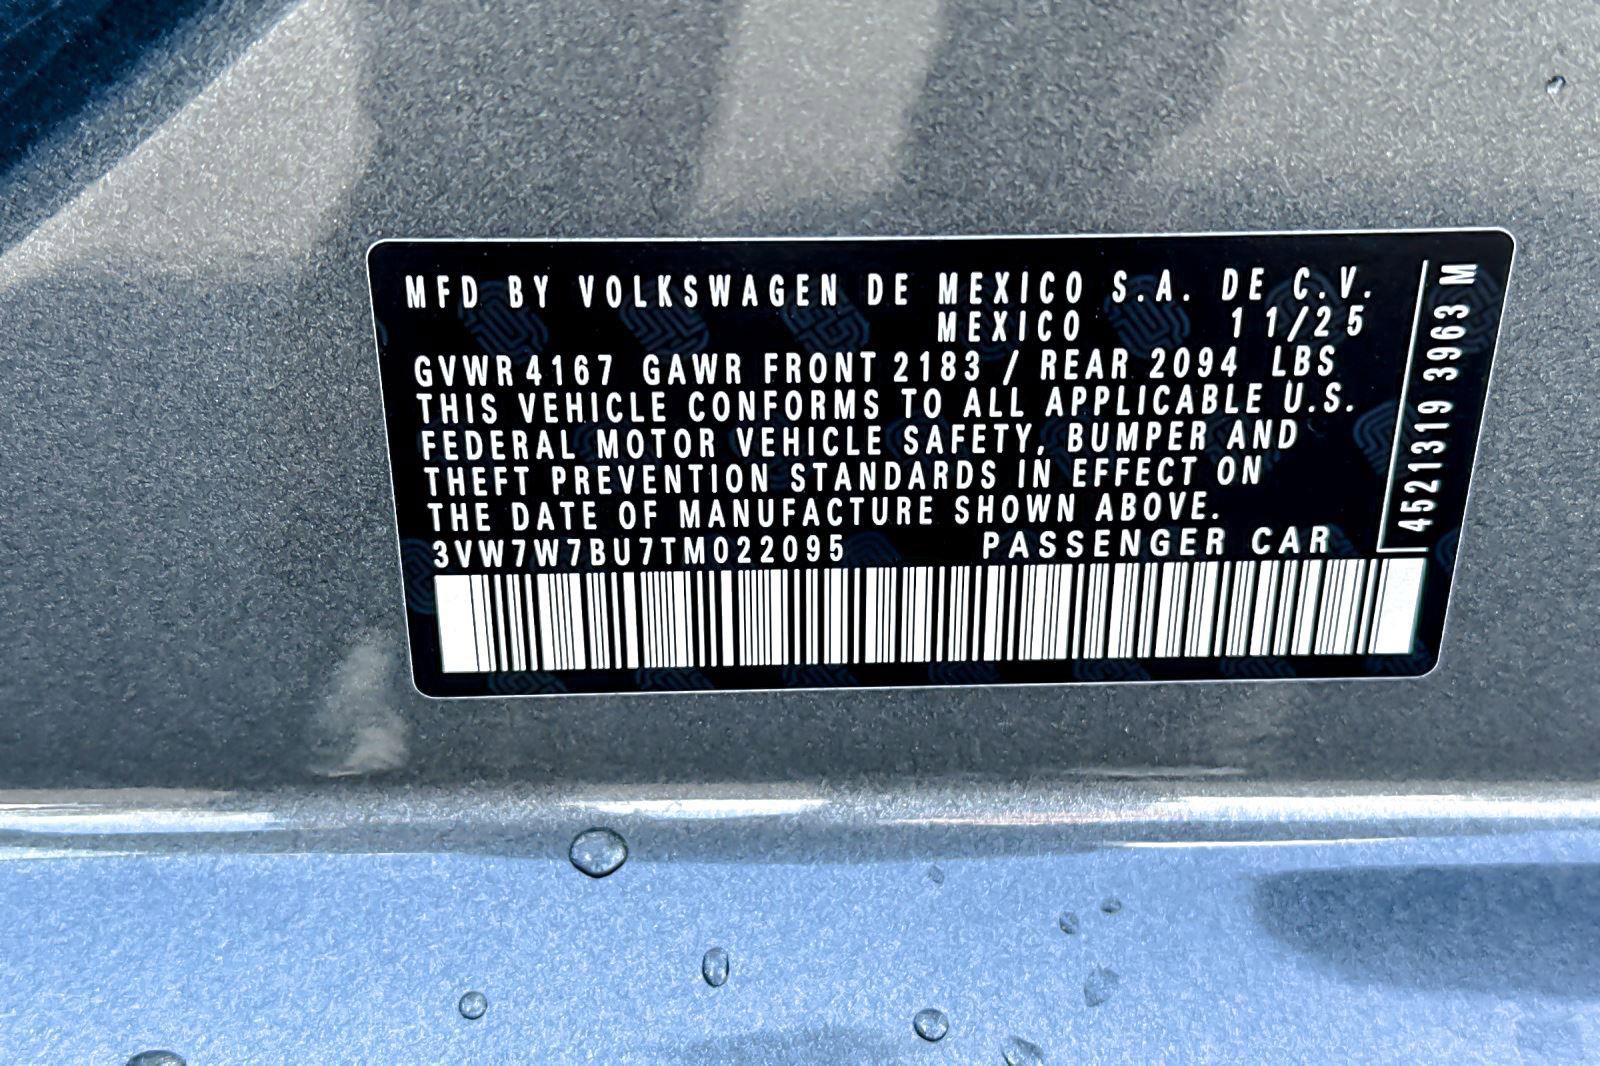 MFD BY VOLKSWAGEN DE MEXICO S.A. DE C.V.
MEXICO 11/25
GVWR 4167 GAWR FRONT 2183 / REAR 2094 LBS
THIS VEHICLE CONFORMS TO ALL APPLICABLE U.S.
FEDERAL MOTOR VEHICLE SAFETY, BUMPER AND
THEFT PREVENTION STANDARDS IN EFFECT ON
THE DATE OF MANUFACTURE SHOWN ABOVE.
3VW7W7BU7TM022095 PASSENGER CAR
4521319 3963 M